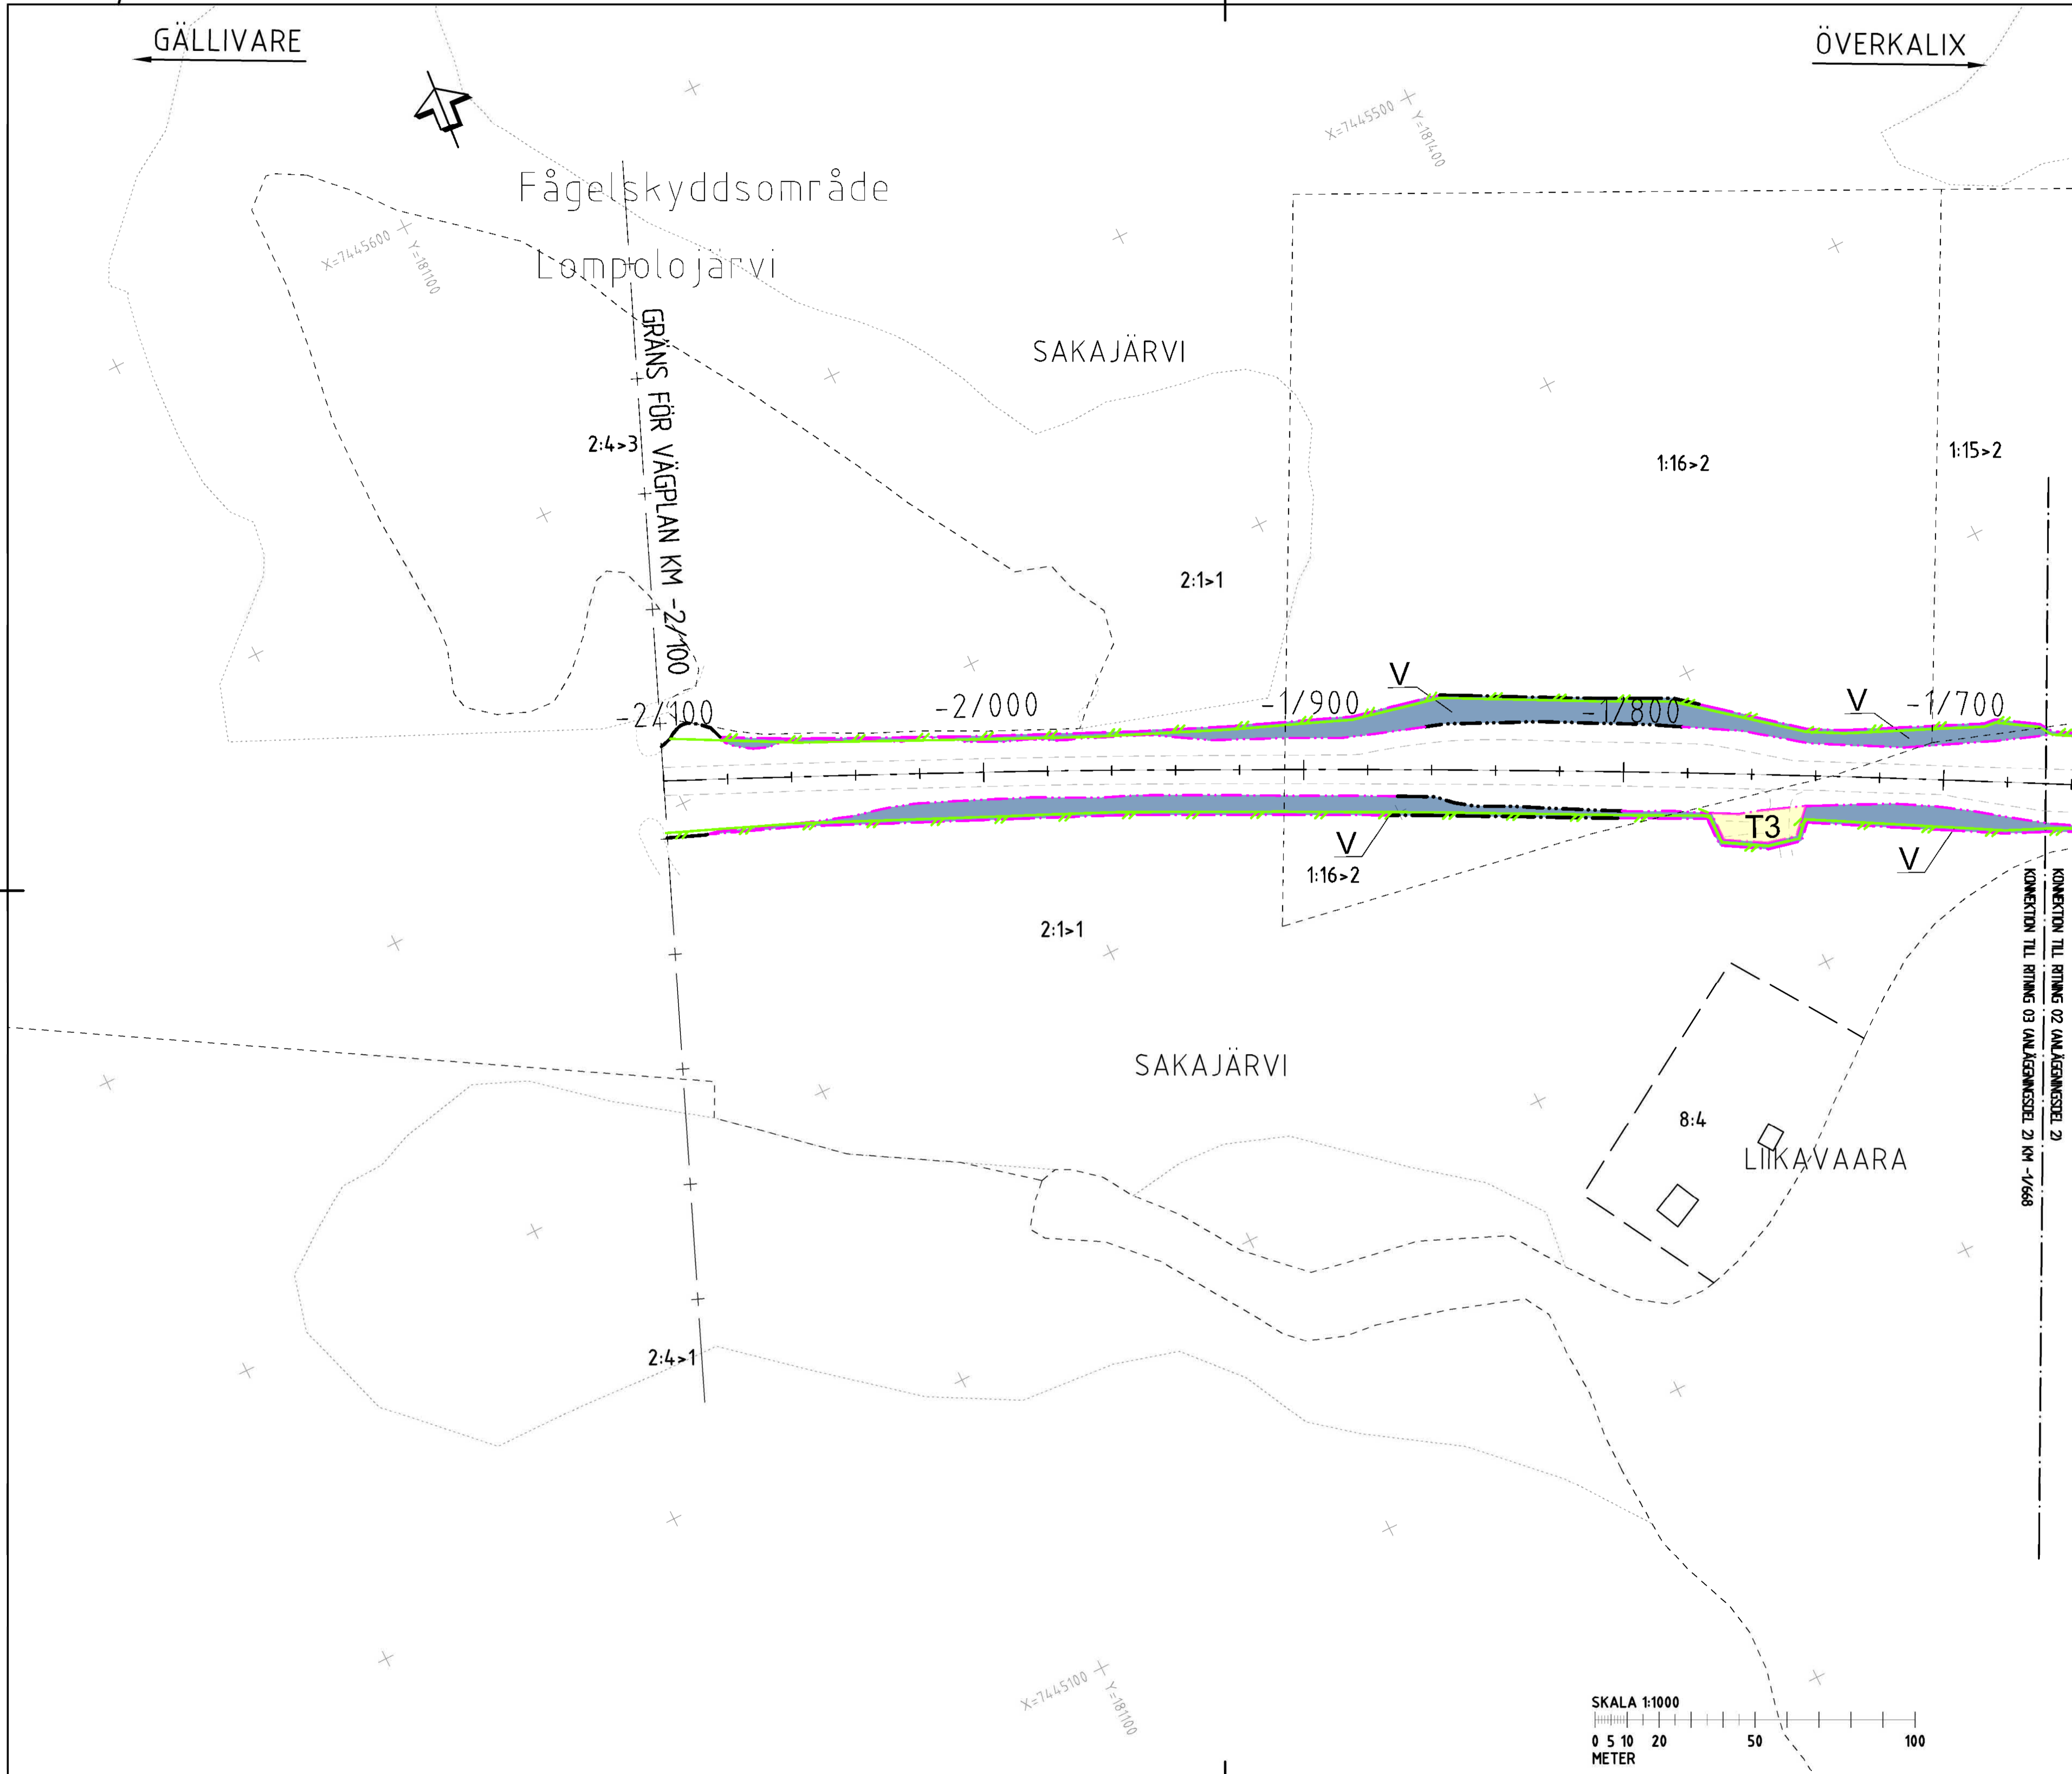 GÄLLIVARE
ÖVERKALIX
X=7445500
Y=181400
Fågelskyddsområde
Lompolojärvi
X=7445600
Y=181100
GRÄNS FÖR VÄGPLAN KM -2/100
SAKAJÄRVI
2:4>3
1:16>2
1:15>2
2:1>1
V
V
-2/100
-2/000
-1/900
-1/800
-1/700
T3
V
V
1:16>2
2:1>1
KONNEKTION TILL RITNING 02 (ANLÄGGNINGSDEL 2)
KONNEKTION TILL RITNING 03 (ANLÄGGNINGSDEL 2) KM -1/668
SAKAJÄRVI
8:4
LIIKAVAARA
2:4>1
X=7445100
Y=181100
SKALA 1:1000
0 5 10 20 50 100
METER